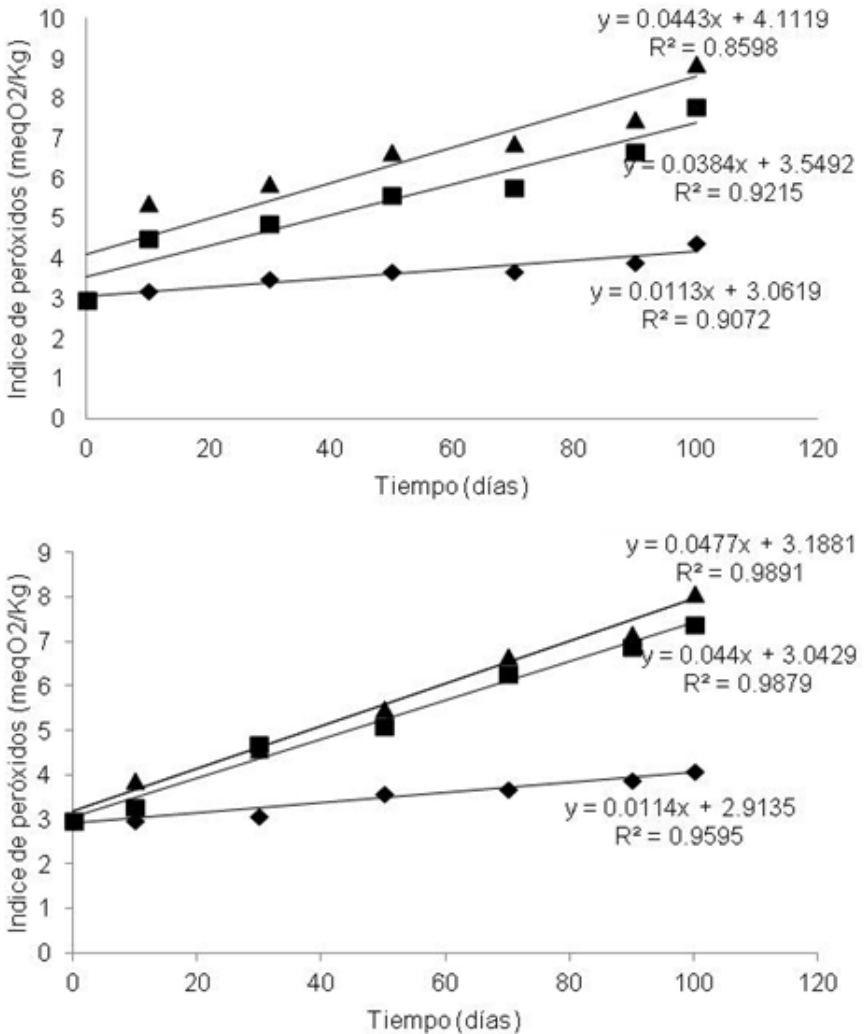 10
9
8
7
6
5
4
3
2
1
0
Indice de peróxidos (meqO2/Kg)
y = 0.0443x + 4.1119
R² = 0.8598
y = 0.0384x + 3.5492
R² = 0.9215
y = 0.0113x + 3.0619
R² = 0.9072
0 20 40 60 80 100 120
Tiempo (días)
9
8
7
6
5
4
3
2
1
0
Indice de peróxidos (meqO2/Kg)
y = 0.0477x + 3.1881
R² = 0.9891
y = 0.044x + 3.0429
R² = 0.9879
y = 0.0114x + 2.9135
R² = 0.9595
0 20 40 60 80 100 120
Tiempo (días)